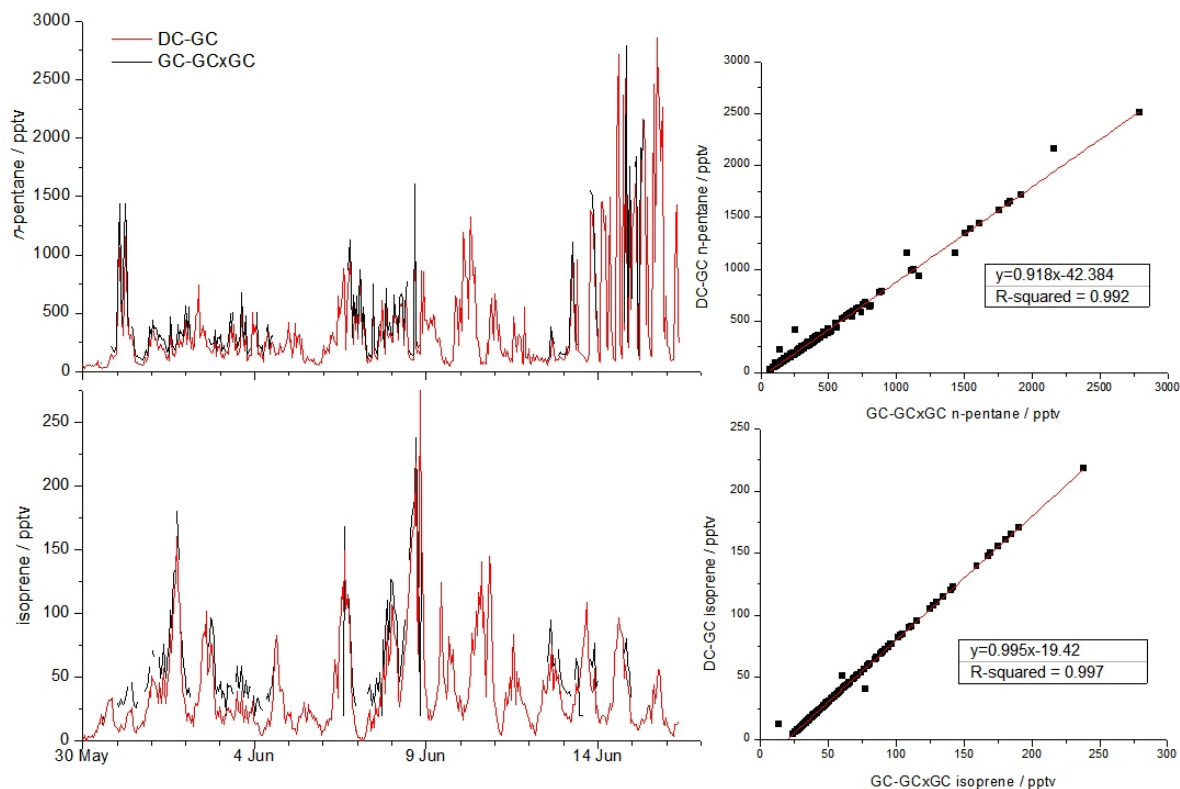 DC-GC
GC-GCxGC
n-pentane / pptv
3000
2500
2000
1500
1000
500
0
isoprene / pptv
250
200
150
100
50
0
30 May
4 Jun
9 Jun
14 Jun
DC-GC n-pentane / pptv
3000
2500
2000
1500
1000
500
0
y=0.918x-42.384
R-squared = 0.992
0 500 1000 1500 2000 2500 3000
GC-GCxGC n-pentane / pptv
DC-GC isoprene / pptv
250
200
150
100
50
0
y=0.995x-19.42
R-squared = 0.997
0 50 100 150 200 250 300
GC-GCxGC isoprene / pptv